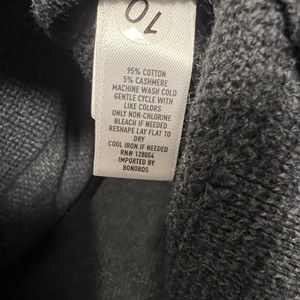 10
95% COTTON
5% CASHMERE
MACHINE WASH COLD
GENTLE CYCLE WITH
LIKE COLORS
ONLY NON-CHLORINE
BLEACH IF NEEDED
RESHAPE LAY FLAT TO
DRY
COOL IRON IF NEEDED
RN# 128054
IMPORTED BY
BONOBOS